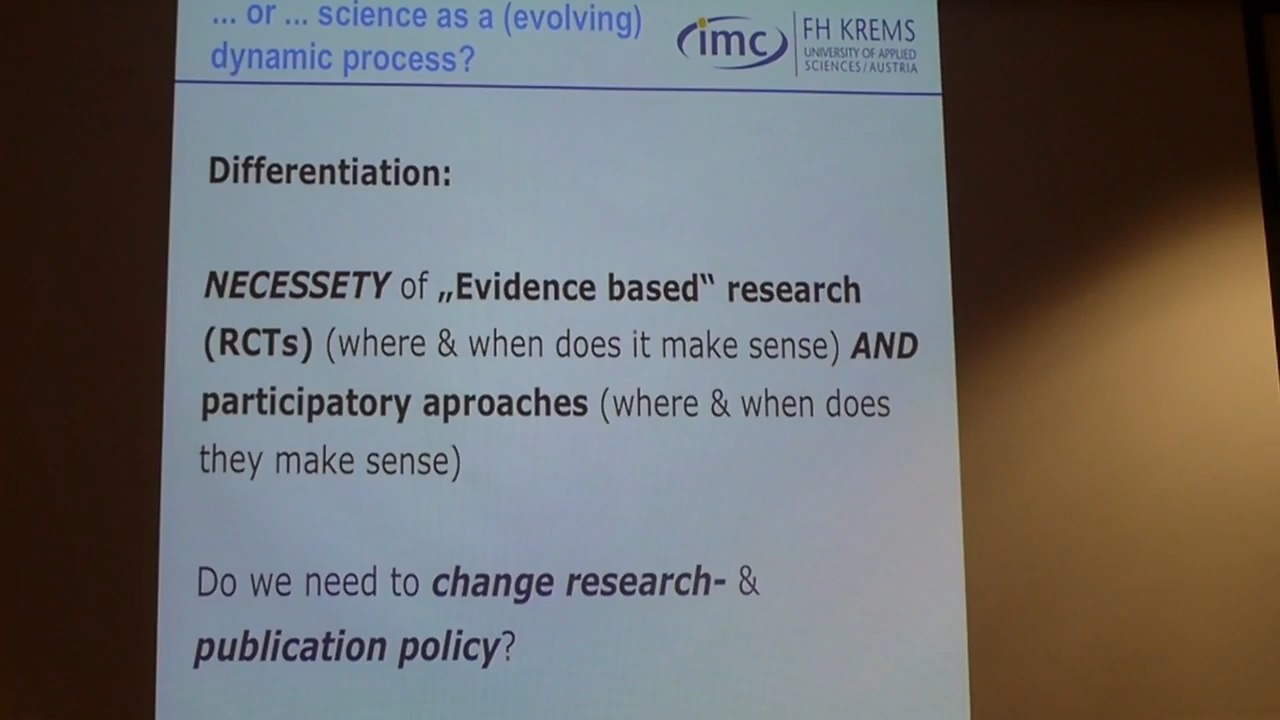 ... or ... science as a (evolving)
dynamic process?
imc
FH KREMS
UNIVERSITY OF APPLIED
SCIENCES/AUSTRIA
Differentiation:
NECESSETY of „Evidence based‟ research
(RCTs) (where & when does it make sense) AND
participatory aproaches (where & when does
they make sense)
Do we need to change research- &
publication policy?